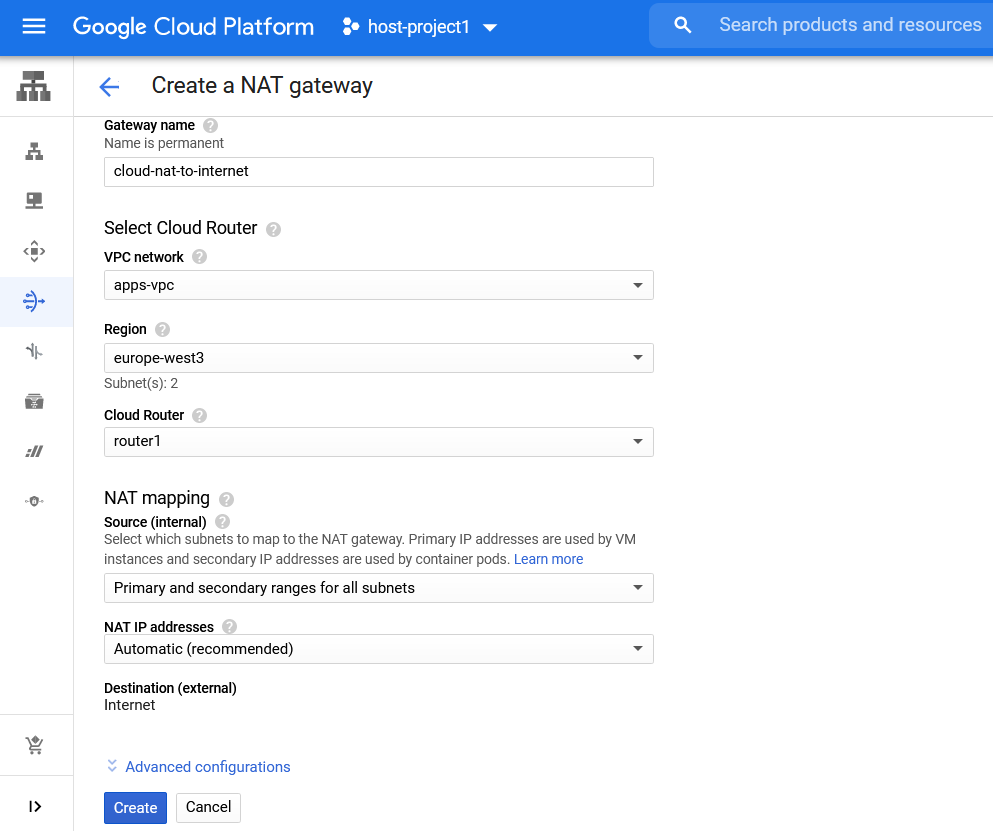 Google Cloud Platform
host-project1
Search products and resources
Create a NAT gateway
Gateway name
Name is permanent
cloud-nat-to-internet
Select Cloud Router
VPC network
apps-vpc
Region
europe-west3
Subnet(s): 2
Cloud Router
router1
NAT mapping
Source (internal)
Select which subnets to map to the NAT gateway. Primary IP addresses are used by VM
instances and secondary IP addresses are used by container pods. Learn more
Primary and secondary ranges for all subnets
NAT IP addresses
Automatic (recommended)
Destination (external)
Internet
Advanced configurations
Create Cancel